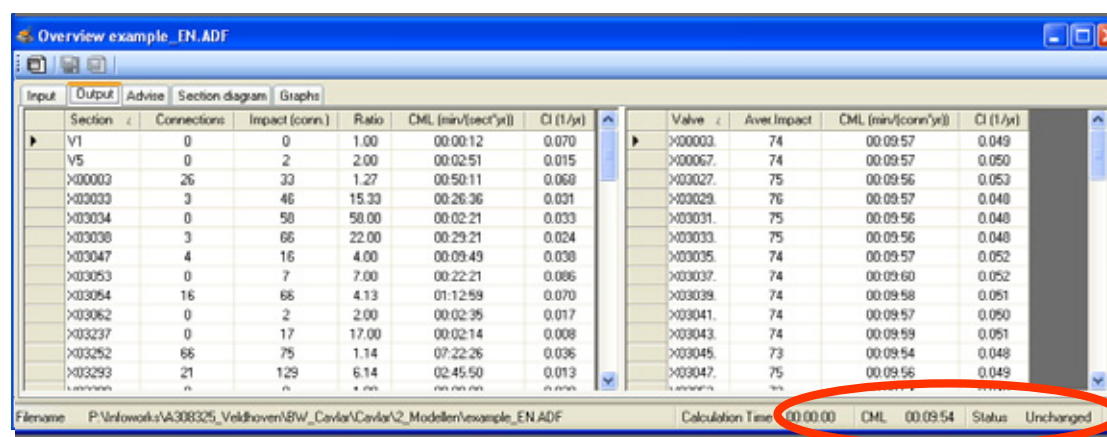 Overview example_EN.ADF
Input Output Advise Section diagram Graphs
Section Connections Impact (conn.) Ratio CML (min/(sect*yr)) CI (1/yr) Valve Aver.Impact CML (min/(conn*yr)) CI (1/yr)
V1 0 0 1.00 00:00:12 0.070 X00003. 74 00:09:57 0.049
V5 0 2 2.00 00:02:51 0.015 X00067. 74 00:09:57 0.050
X00003 26 33 1.27 00:50:11 0.068 X03027. 75 00:09:56 0.053
X03033 3 46 15.33 00:26:36 0.031 X03029. 76 00:09:57 0.048
X03034 0 58 58.00 00:02:21 0.033 X03031. 75 00:09:56 0.048
X03038 3 66 22.00 00:29:21 0.024 X03033. 75 00:09:56 0.048
X03047 4 16 4.00 00:09:49 0.038 X03035. 74 00:09:57 0.052
X03053 0 7 7.00 00:22:21 0.086 X03037. 74 00:09:60 0.052
X03054 16 66 4.13 01:12:59 0.070 X03039. 74 00:09:58 0.051
X03062 0 2 2.00 00:02:35 0.017 X03041. 74 00:09:57 0.050
X03237 0 17 17.00 00:02:14 0.008 X03043. 74 00:09:59 0.051
X03252 66 75 1.14 07:22:26 0.036 X03045. 73 00:09:54 0.048
X03293 21 129 6.14 02:45:50 0.013 X03047. 75 00:09:56 0.049
Filename P:\Infoworks\A308325_Veldhoven\BW_Cavlar\Cavlar\2_Modellen\example_EN.ADF Calculation Time 00:00:00 CML 00:09:54 Status Unchanged